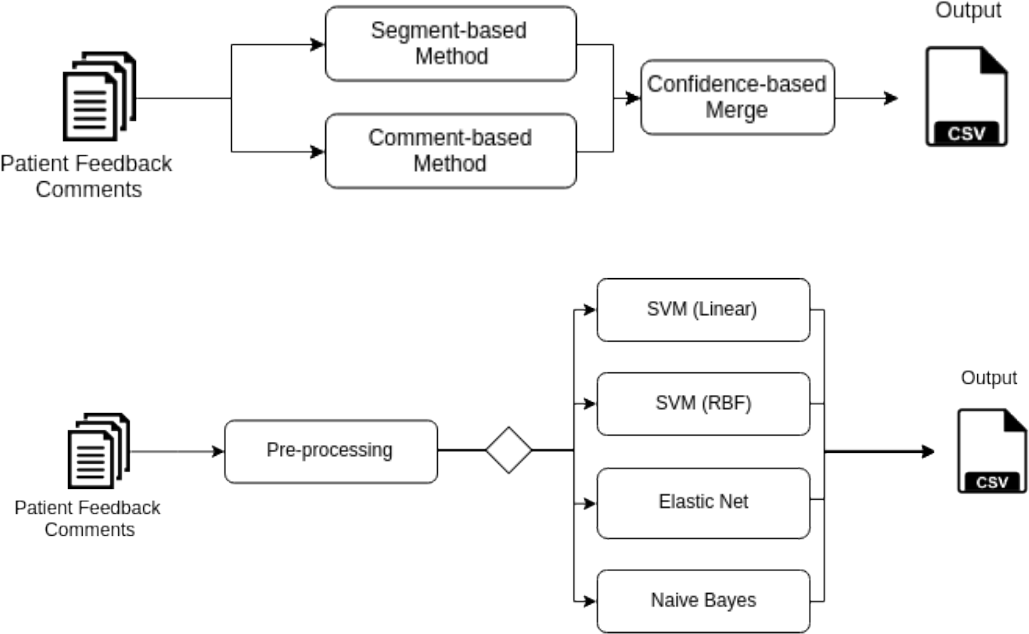 Output
Segment-based
Method
Confidence-based
Merge
CSV
Comment-based
Method
Patient Feedback
Comments
SVM (Linear)
Output
SVM (RBF)
Pre-processing
CSV
Elastic Net
Patient Feedback
Comments
Naive Bayes